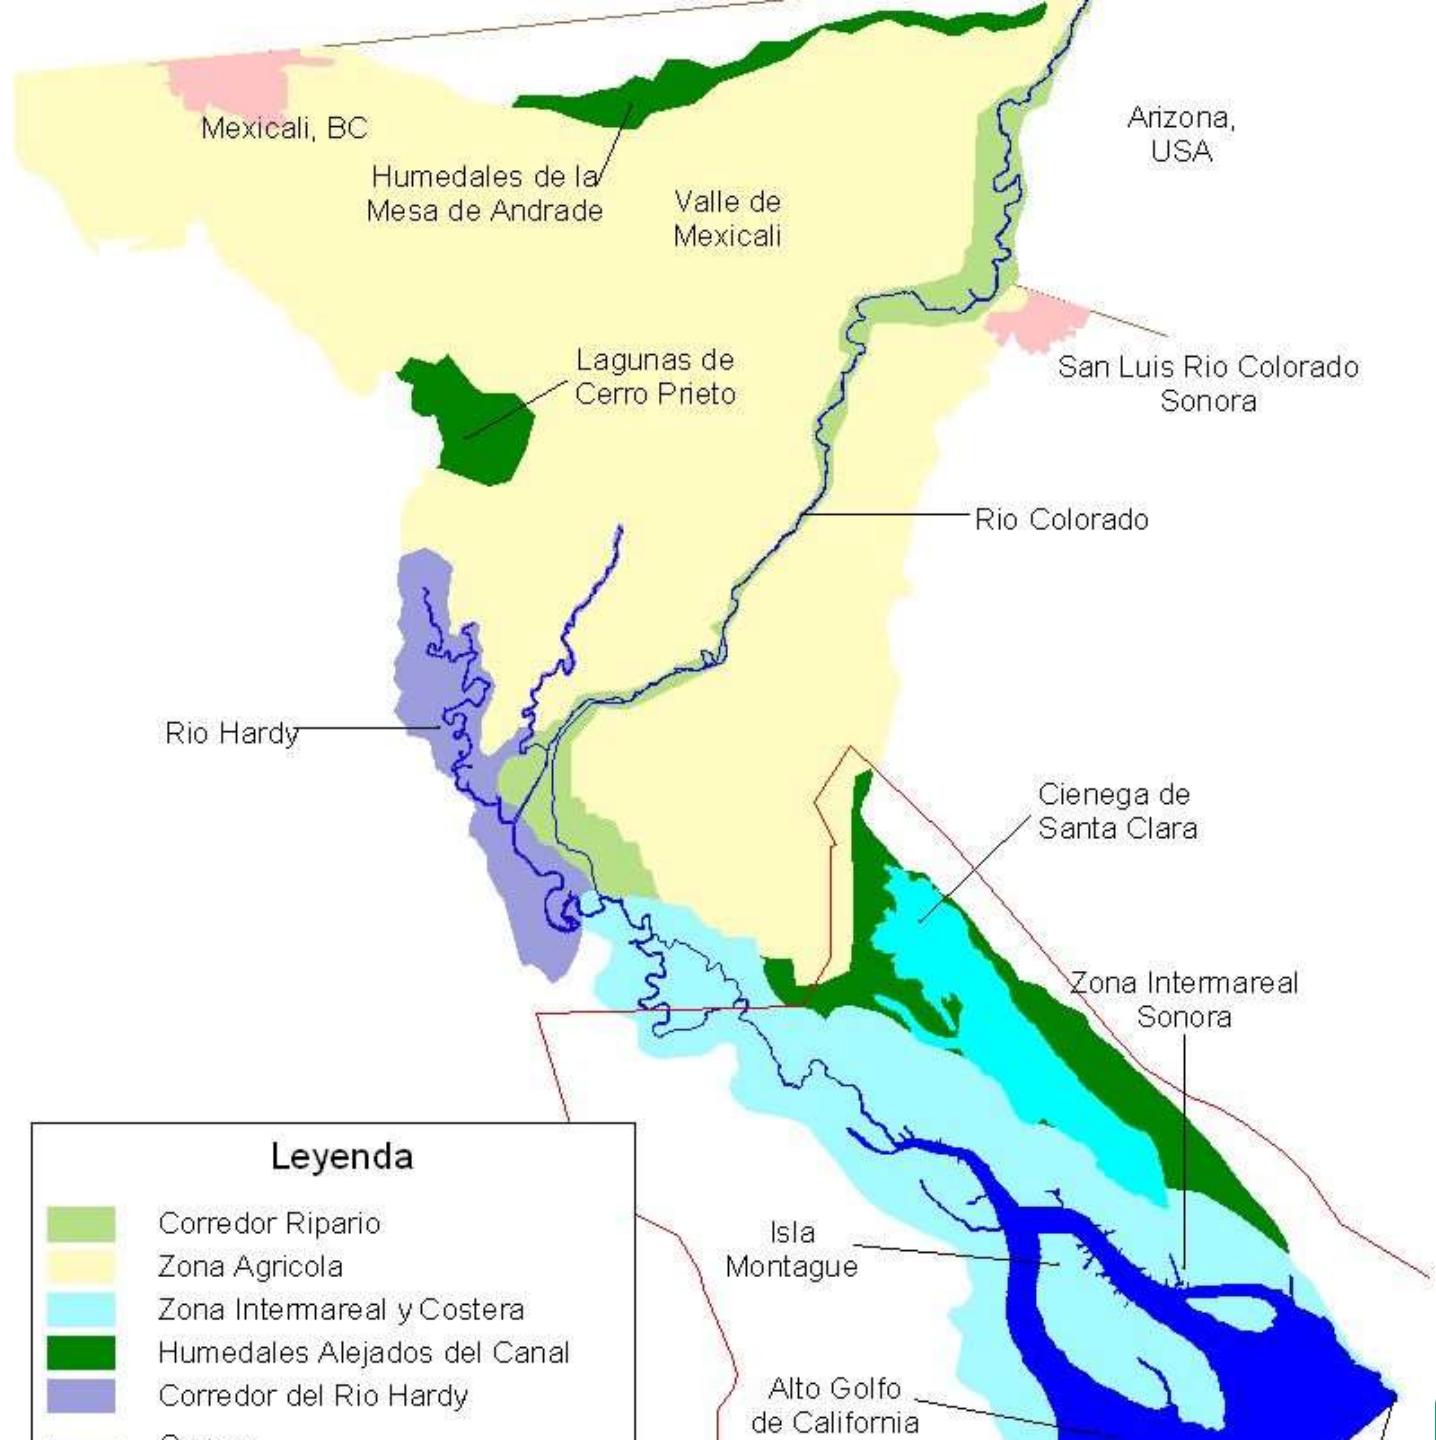 Mexicali, BC
Arizona,
USA
Humedales de la
Mesa de Andrade
Valle de
Mexicali
Lagunas de
Cerro Prieto
San Luis Rio Colorado
Sonora
Rio Colorado
Rio Hardy
Cienega de
Santa Clara
Zona Intermareal
Sonora
Isla
Montague
Alto Golfo
de California
Leyenda
Corredor Ripario
Zona Agricola
Zona Intermareal y Costera
Humedales Alejados del Canal
Corredor del Rio Hardy